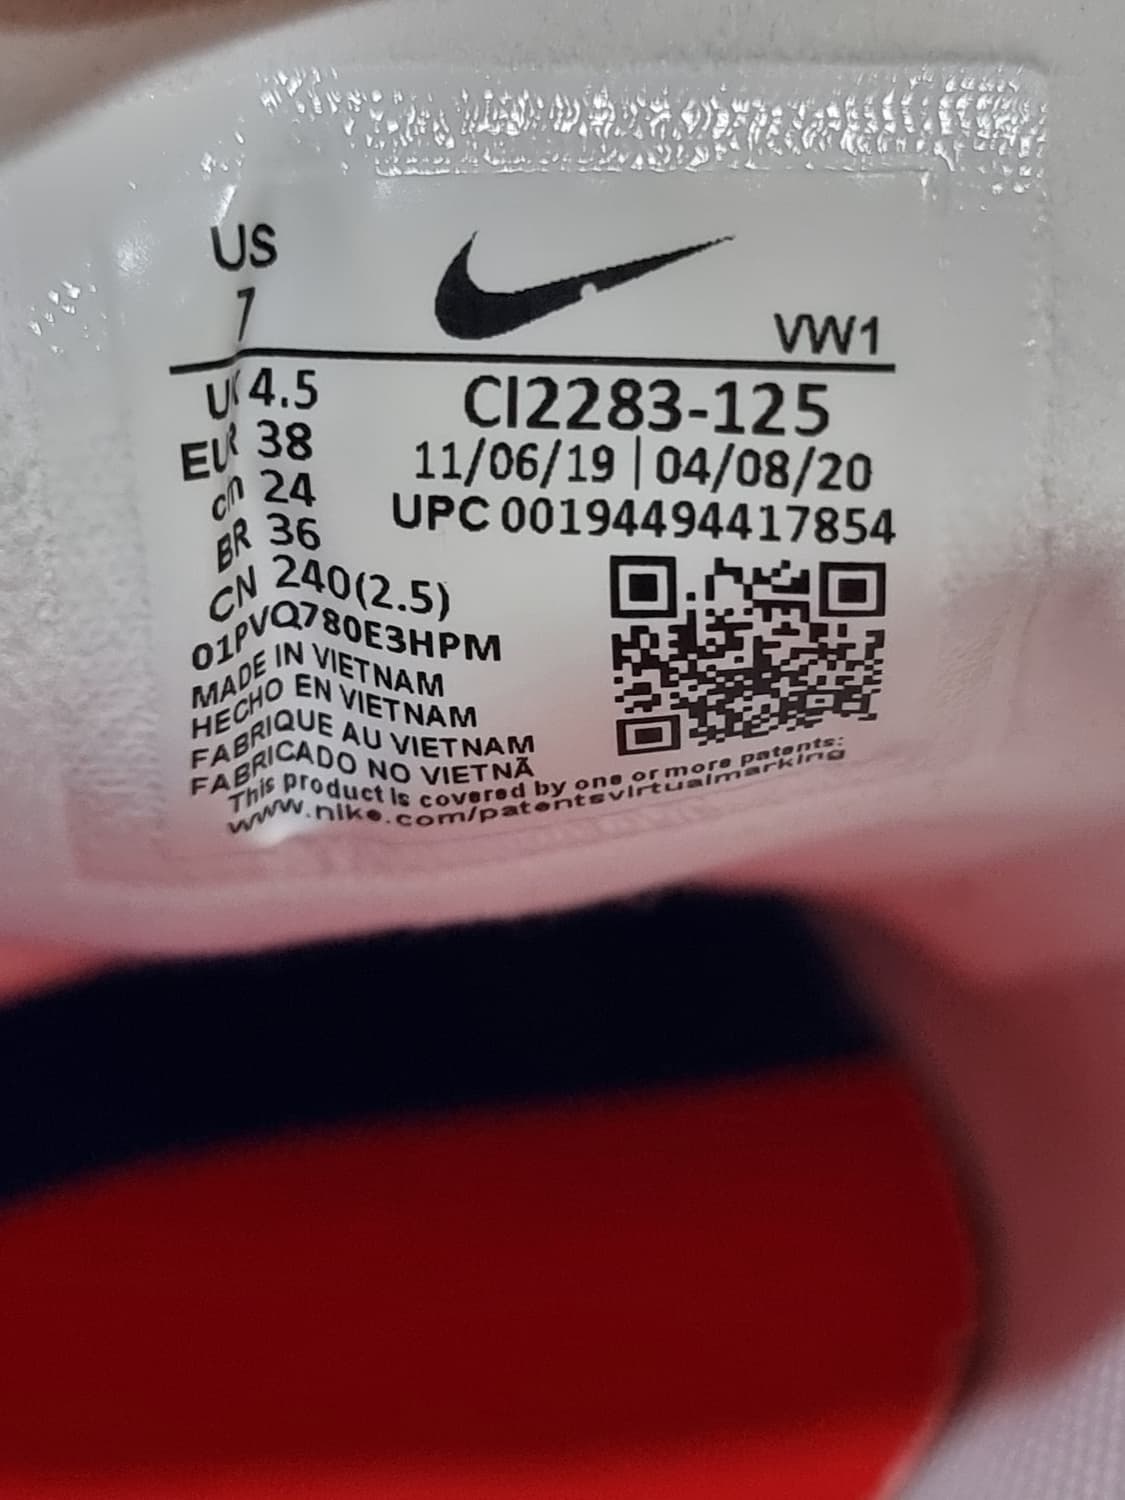 US
7
VW1
UK 4.5
EUR 38
cm 24
BR 36
CN 240(2.5)
CI2283-125
11/06/19 | 04/08/20
UPC 00194494417854
01PVQ780E3HPM
MADE IN VIETNAM
HECHO EN VIETNAM
FABRIQUE AU VIETNAM
FABRICADO NO VIETNÃ
This product is covered by one or more patents:
www.nike.com/patentsvirtualmarking